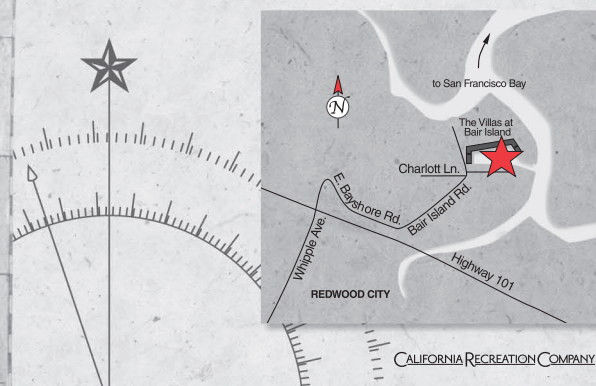 to San Francisco Bay
N
The Villas at
Bair Island
Charlott Ln.
E. Bayshore Rd.
Bair Island Rd.
Whipple Ave.
Highway 101
REDWOOD CITY
CALIFORNIA RECREATION COMPANY